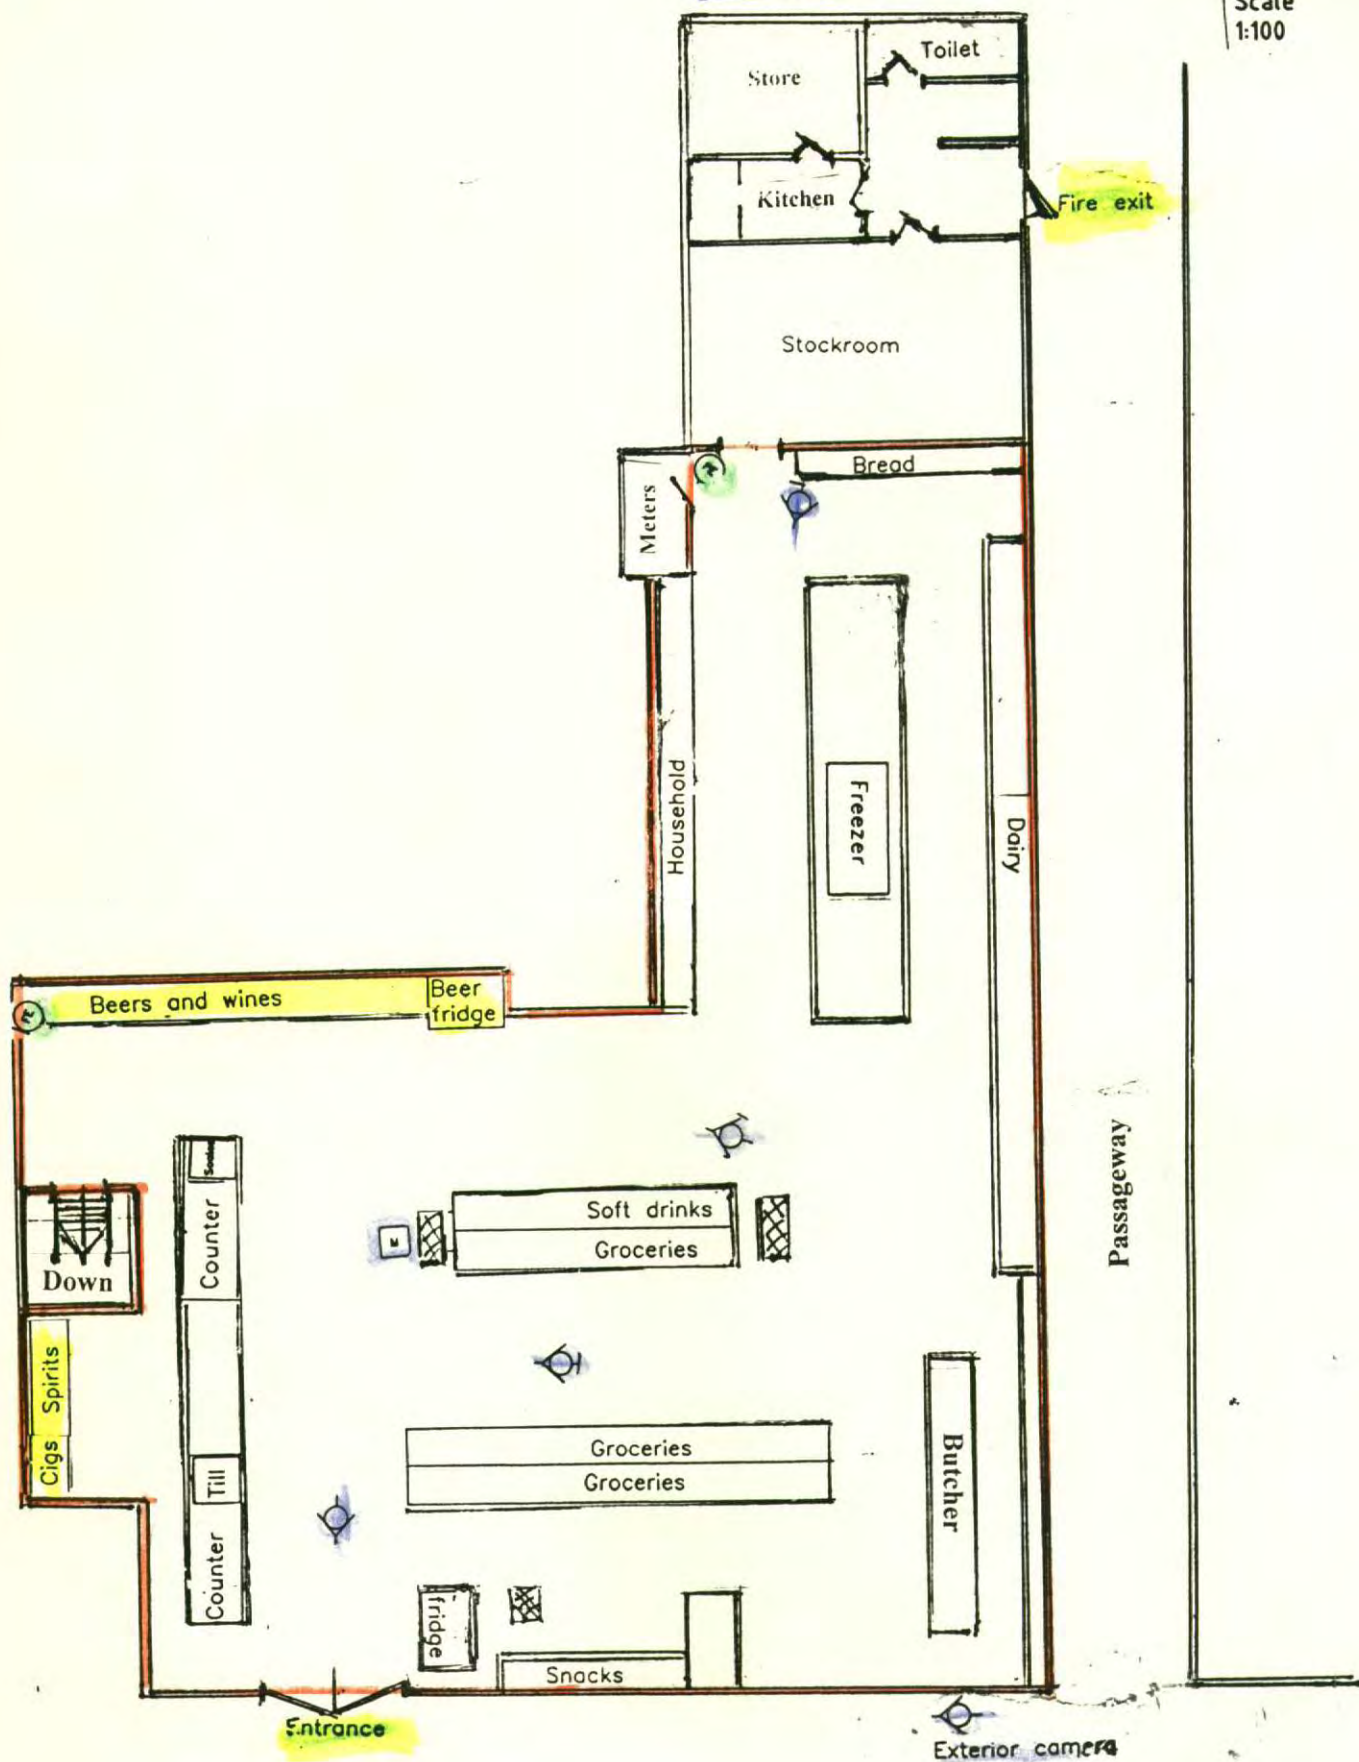 Scale
1:100
Toilet
Store
Kitchen
Fire exit
Stockroom
Bread
Meters
Household
Freezer
Dairy
Beers and wines
Beer
fridge
Passageway
Counter
Soft drinks
Groceries
Down
Spirits
Cigs
Groceries
Groceries
Till
Butcher
Counter
fridge
Snacks
Entrance
Exterior camera